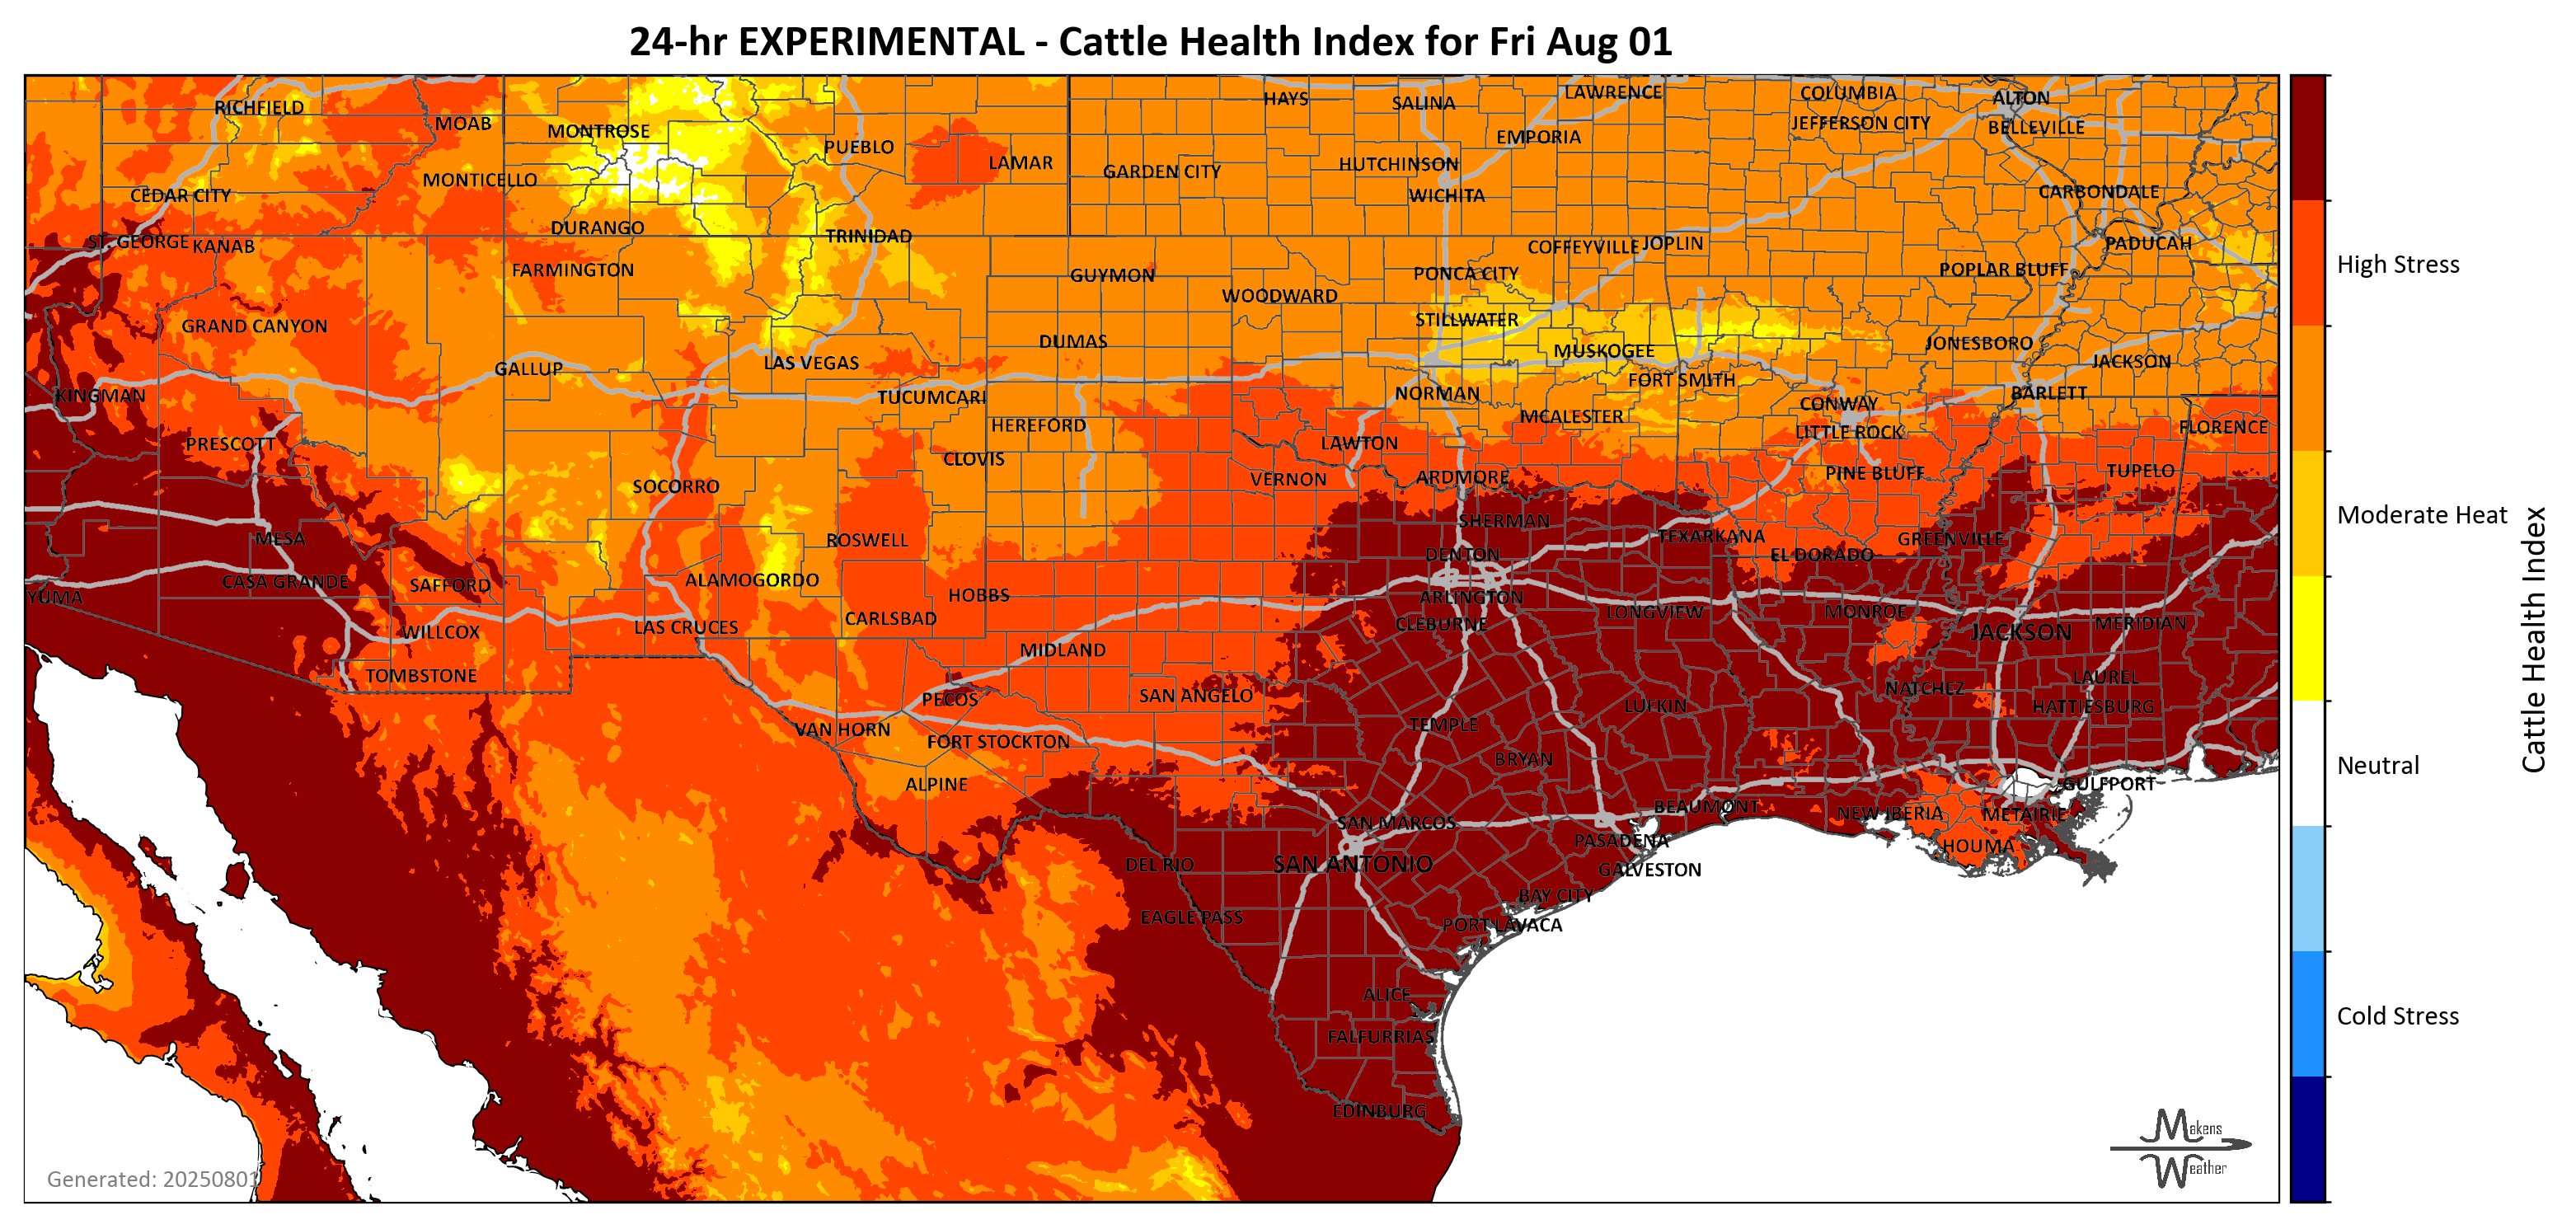 24-hr EXPERIMENTAL - Cattle Health Index for Fri Aug 01
RICHFIELD
MOAB
MONTROSE
PUEBLO
LAMAR
HAYS
SALINA
LAWRENCE
COLUMBIA
ALTON
JEFFERSON CITY
BELLEVILLE
EMPORIA
GARDEN CITY
HUTCHINSON
WICHITA
CARBONDALE
CEDAR CITY
MONTICELLO
DURANGO
TRINIDAD
ST. GEORGE
KANAB
FARMINGTON
GUYMON
PONCA CITY
COFFEYVILLE
JOPLIN
POPLAR BLUFF
PADUCAH
WOODWARD
GRAND CANYON
STILLWATER
DUMAS
MUSKOGEE
JONESBORO
JACKSON
GALLUP
LAS VEGAS
FORT SMITH
KINGMAN
TUCUMCARI
NORMAN
CONWAY
BARLETT
HEREFORD
MCALESTER
LITTLE ROCK
FLORENCE
PRESCOTT
CLOVIS
LAWTON
SOCORRO
VERNON
ARDMORE
PINE BLUFF
TUPELO
MESA
ROSWELL
SHERMAN
TEXARKANA
GREENVILLE
DENTON
EL DORADO
YUMA
CASA GRANDE
SAFFORD
ALAMOGORDO
HOBBS
ARLINGTON
LONGVIEW
MONROE
WILLCOX
LAS CRUCES
CARLSBAD
CLEBURNE
JACKSON
MERIDIAN
TOMBSTONE
MIDLAND
PECOS
SAN ANGELO
NATCHEZ
LAUREL
HATTIESBURG
VAN HORN
FORT STOCKTON
TEMPLE
LUFKIN
ALPINE
BRYAN
GULFPORT
SAN MARCOS
BEAUMONT
NEW IBERIA
METAIRIE
PASADENA
HOUMA
DEL RIO
SAN ANTONIO
GALVESTON
EAGLE PASS
BAY CITY
PORT LAVACA
ALICE
FALFURRIAS
EDINBURG
Generated: 20250801
Makens
Weather
High Stress
Moderate Heat
Neutral
Cold Stress
Cattle Health Index